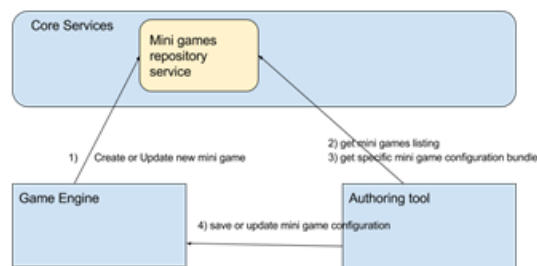 Core Services
Mini games
repository
service
2) get mini games listing
1) Create or Update new mini game
3) get specific mini game configuration bundle
Game Engine
Authoring tool
4) save or update mini game configuration